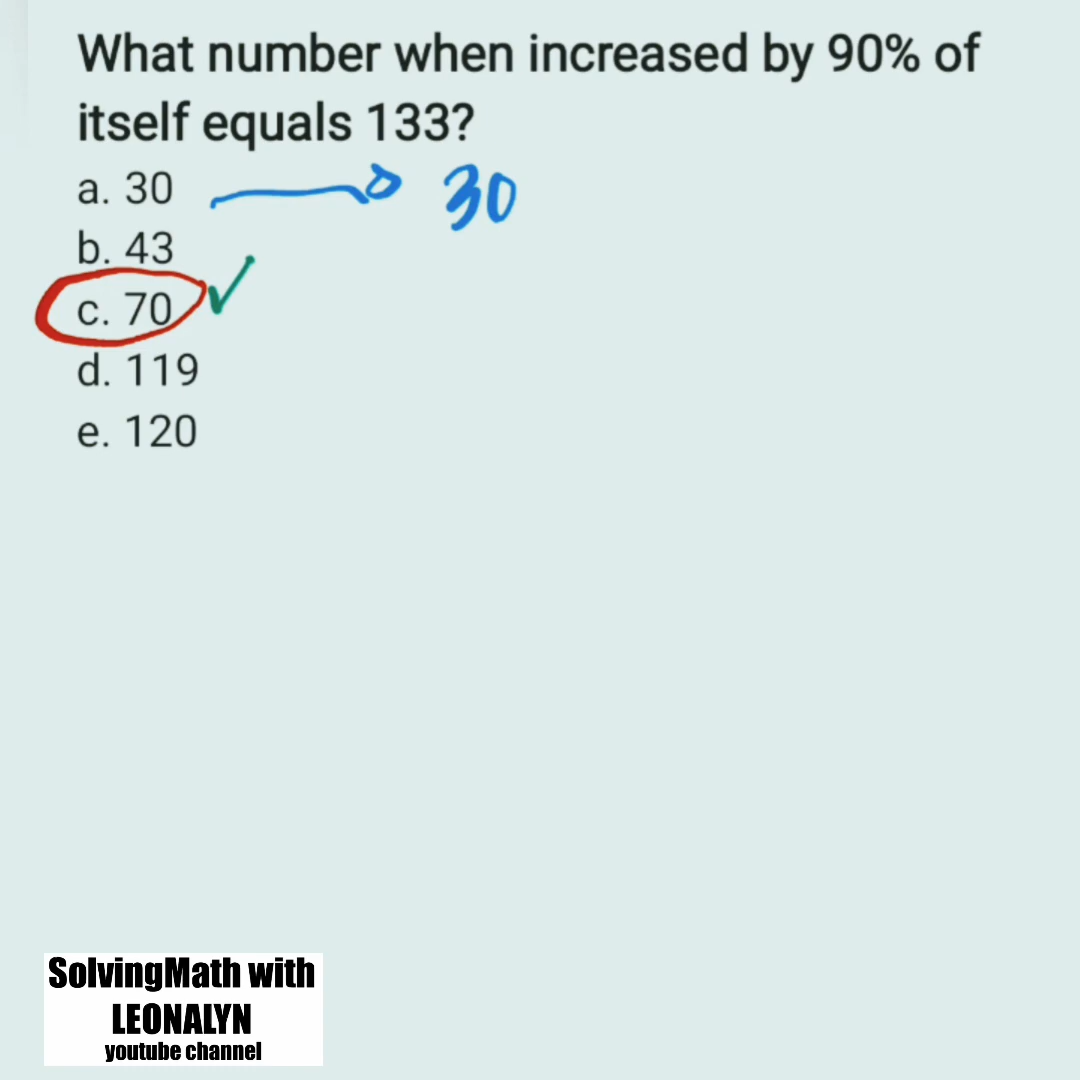 What number when increased by 90% of
itself equals 133?
a. 30 30
b. 43
c. 70
d. 119
e. 120
SolvingMath with
LEONALYN
youtube channel